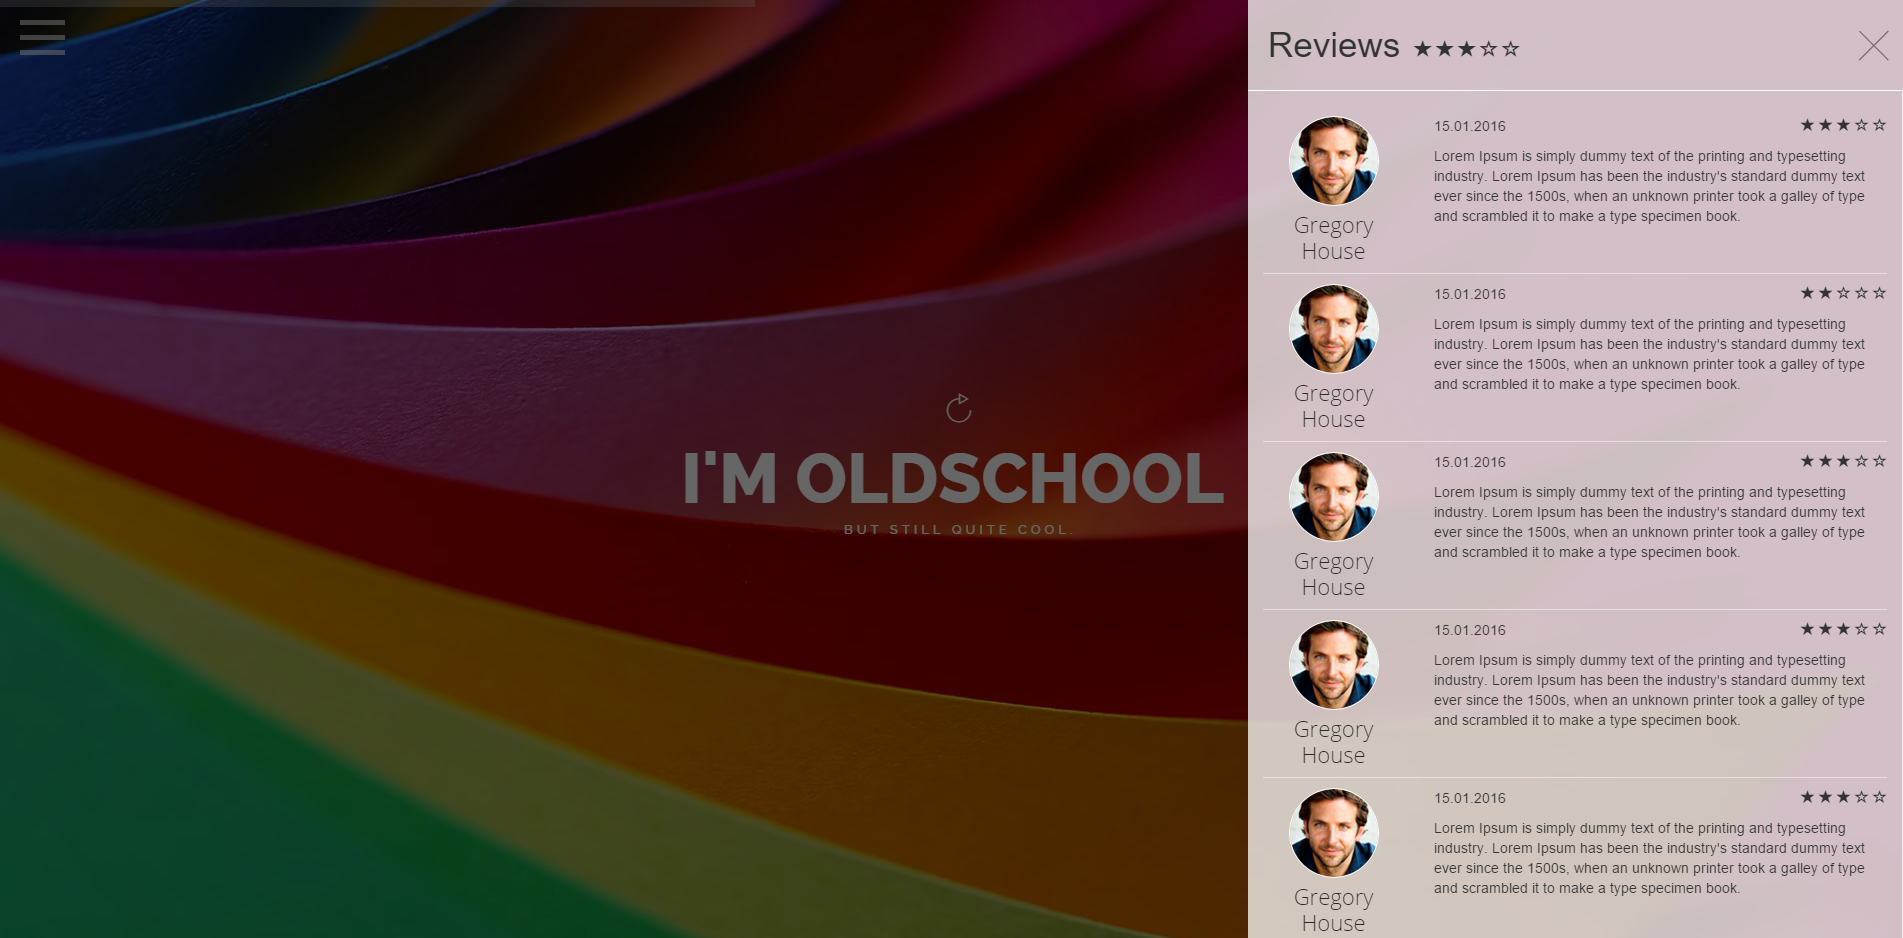 I'M OLDSCHOOL
BUT STILL QUITE COOL.
Reviews ★★★☆☆
15.01.2016 ★★★☆☆
Lorem Ipsum is simply dummy text of the printing and typesetting
industry. Lorem Ipsum has been the industry's standard dummy text
ever since the 1500s, when an unknown printer took a galley of type
and scrambled it to make a type specimen book.
Gregory
House
15.01.2016 ★★☆☆☆
Lorem Ipsum is simply dummy text of the printing and typesetting
industry. Lorem Ipsum has been the industry's standard dummy text
ever since the 1500s, when an unknown printer took a galley of type
and scrambled it to make a type specimen book.
Gregory
House
15.01.2016 ★★★☆☆
Lorem Ipsum is simply dummy text of the printing and typesetting
industry. Lorem Ipsum has been the industry's standard dummy text
ever since the 1500s, when an unknown printer took a galley of type
and scrambled it to make a type specimen book.
Gregory
House
15.01.2016 ★★★☆☆
Lorem Ipsum is simply dummy text of the printing and typesetting
industry. Lorem Ipsum has been the industry's standard dummy text
ever since the 1500s, when an unknown printer took a galley of type
and scrambled it to make a type specimen book.
Gregory
House
15.01.2016 ★★★☆☆
Lorem Ipsum is simply dummy text of the printing and typesetting
industry. Lorem Ipsum has been the industry's standard dummy text
ever since the 1500s, when an unknown printer took a galley of type
and scrambled it to make a type specimen book.
Gregory
House